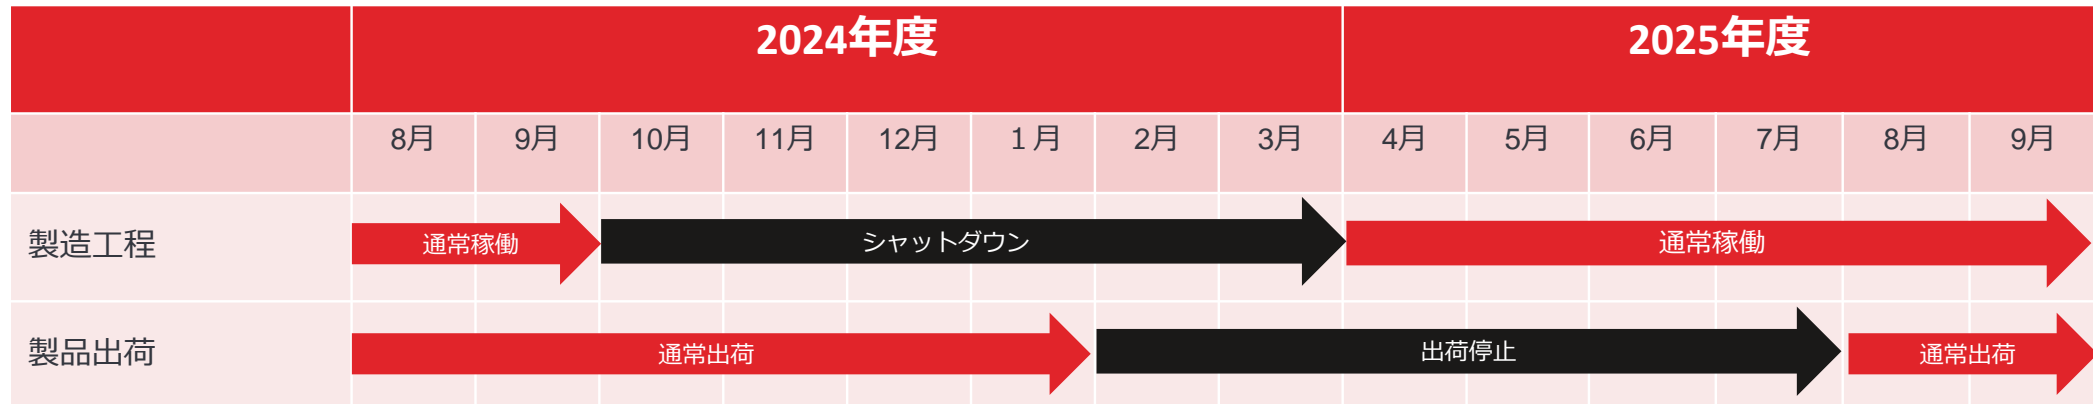 2024年度 2025年度
8月 9月 10月 11月 12月 １月 2月 3月 4月 5月 6月 7月 8月 9月
製造工程 通常稼働 シャットダウン 通常稼働
製品出荷 通常出荷 出荷停止 通常出荷